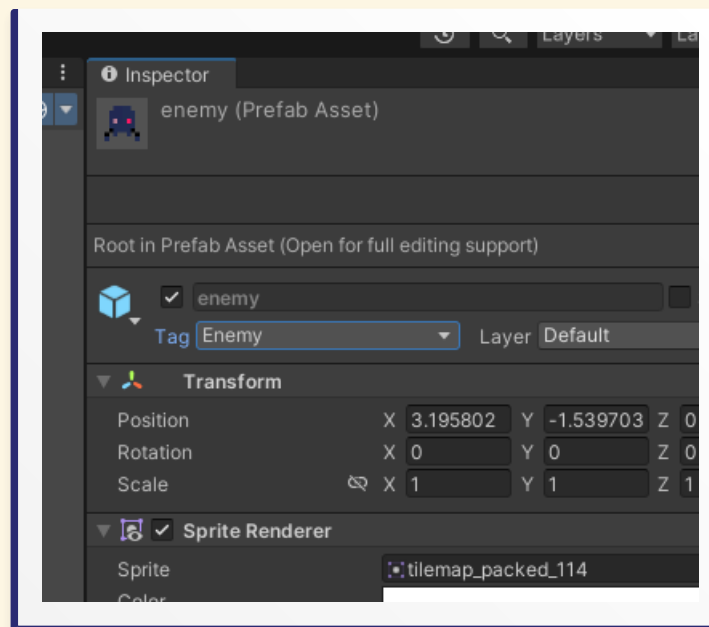 Layers
Inspector
enemy (Prefab Asset)
Root in Prefab Asset (Open for full editing support)
enemy
Tag Enemy Layer Default
Transform
Position X 3.195802 Y -1.539703 Z 0
Rotation X 0 Y 0 Z 0
Scale X 1 Y 1 Z 1
Sprite Renderer
Sprite tilemap_packed_114
Color